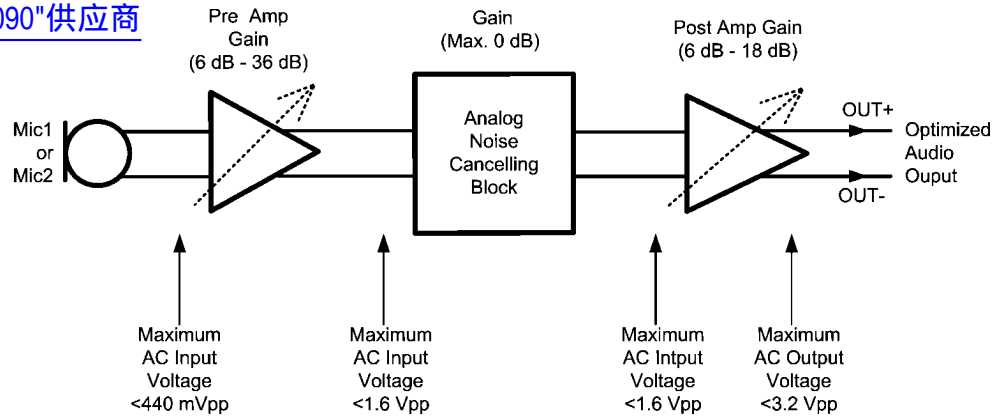 090"供应商
Pre Amp
Gain
(6 dB - 36 dB)
Gain
(Max. 0 dB)
Post Amp Gain
(6 dB - 18 dB)
Mic1
or
Mic2
Analog
Noise
Cancelling
Block
OUT+
OUT-
Optimized
Audio
Ouput
Maximum
AC Input
Voltage
<440 mVpp
Maximum
AC Input
Voltage
<1.6 Vpp
Maximum
AC Intput
Voltage
<1.6 Vpp
Maximum
AC Output
Voltage
<3.2 Vpp